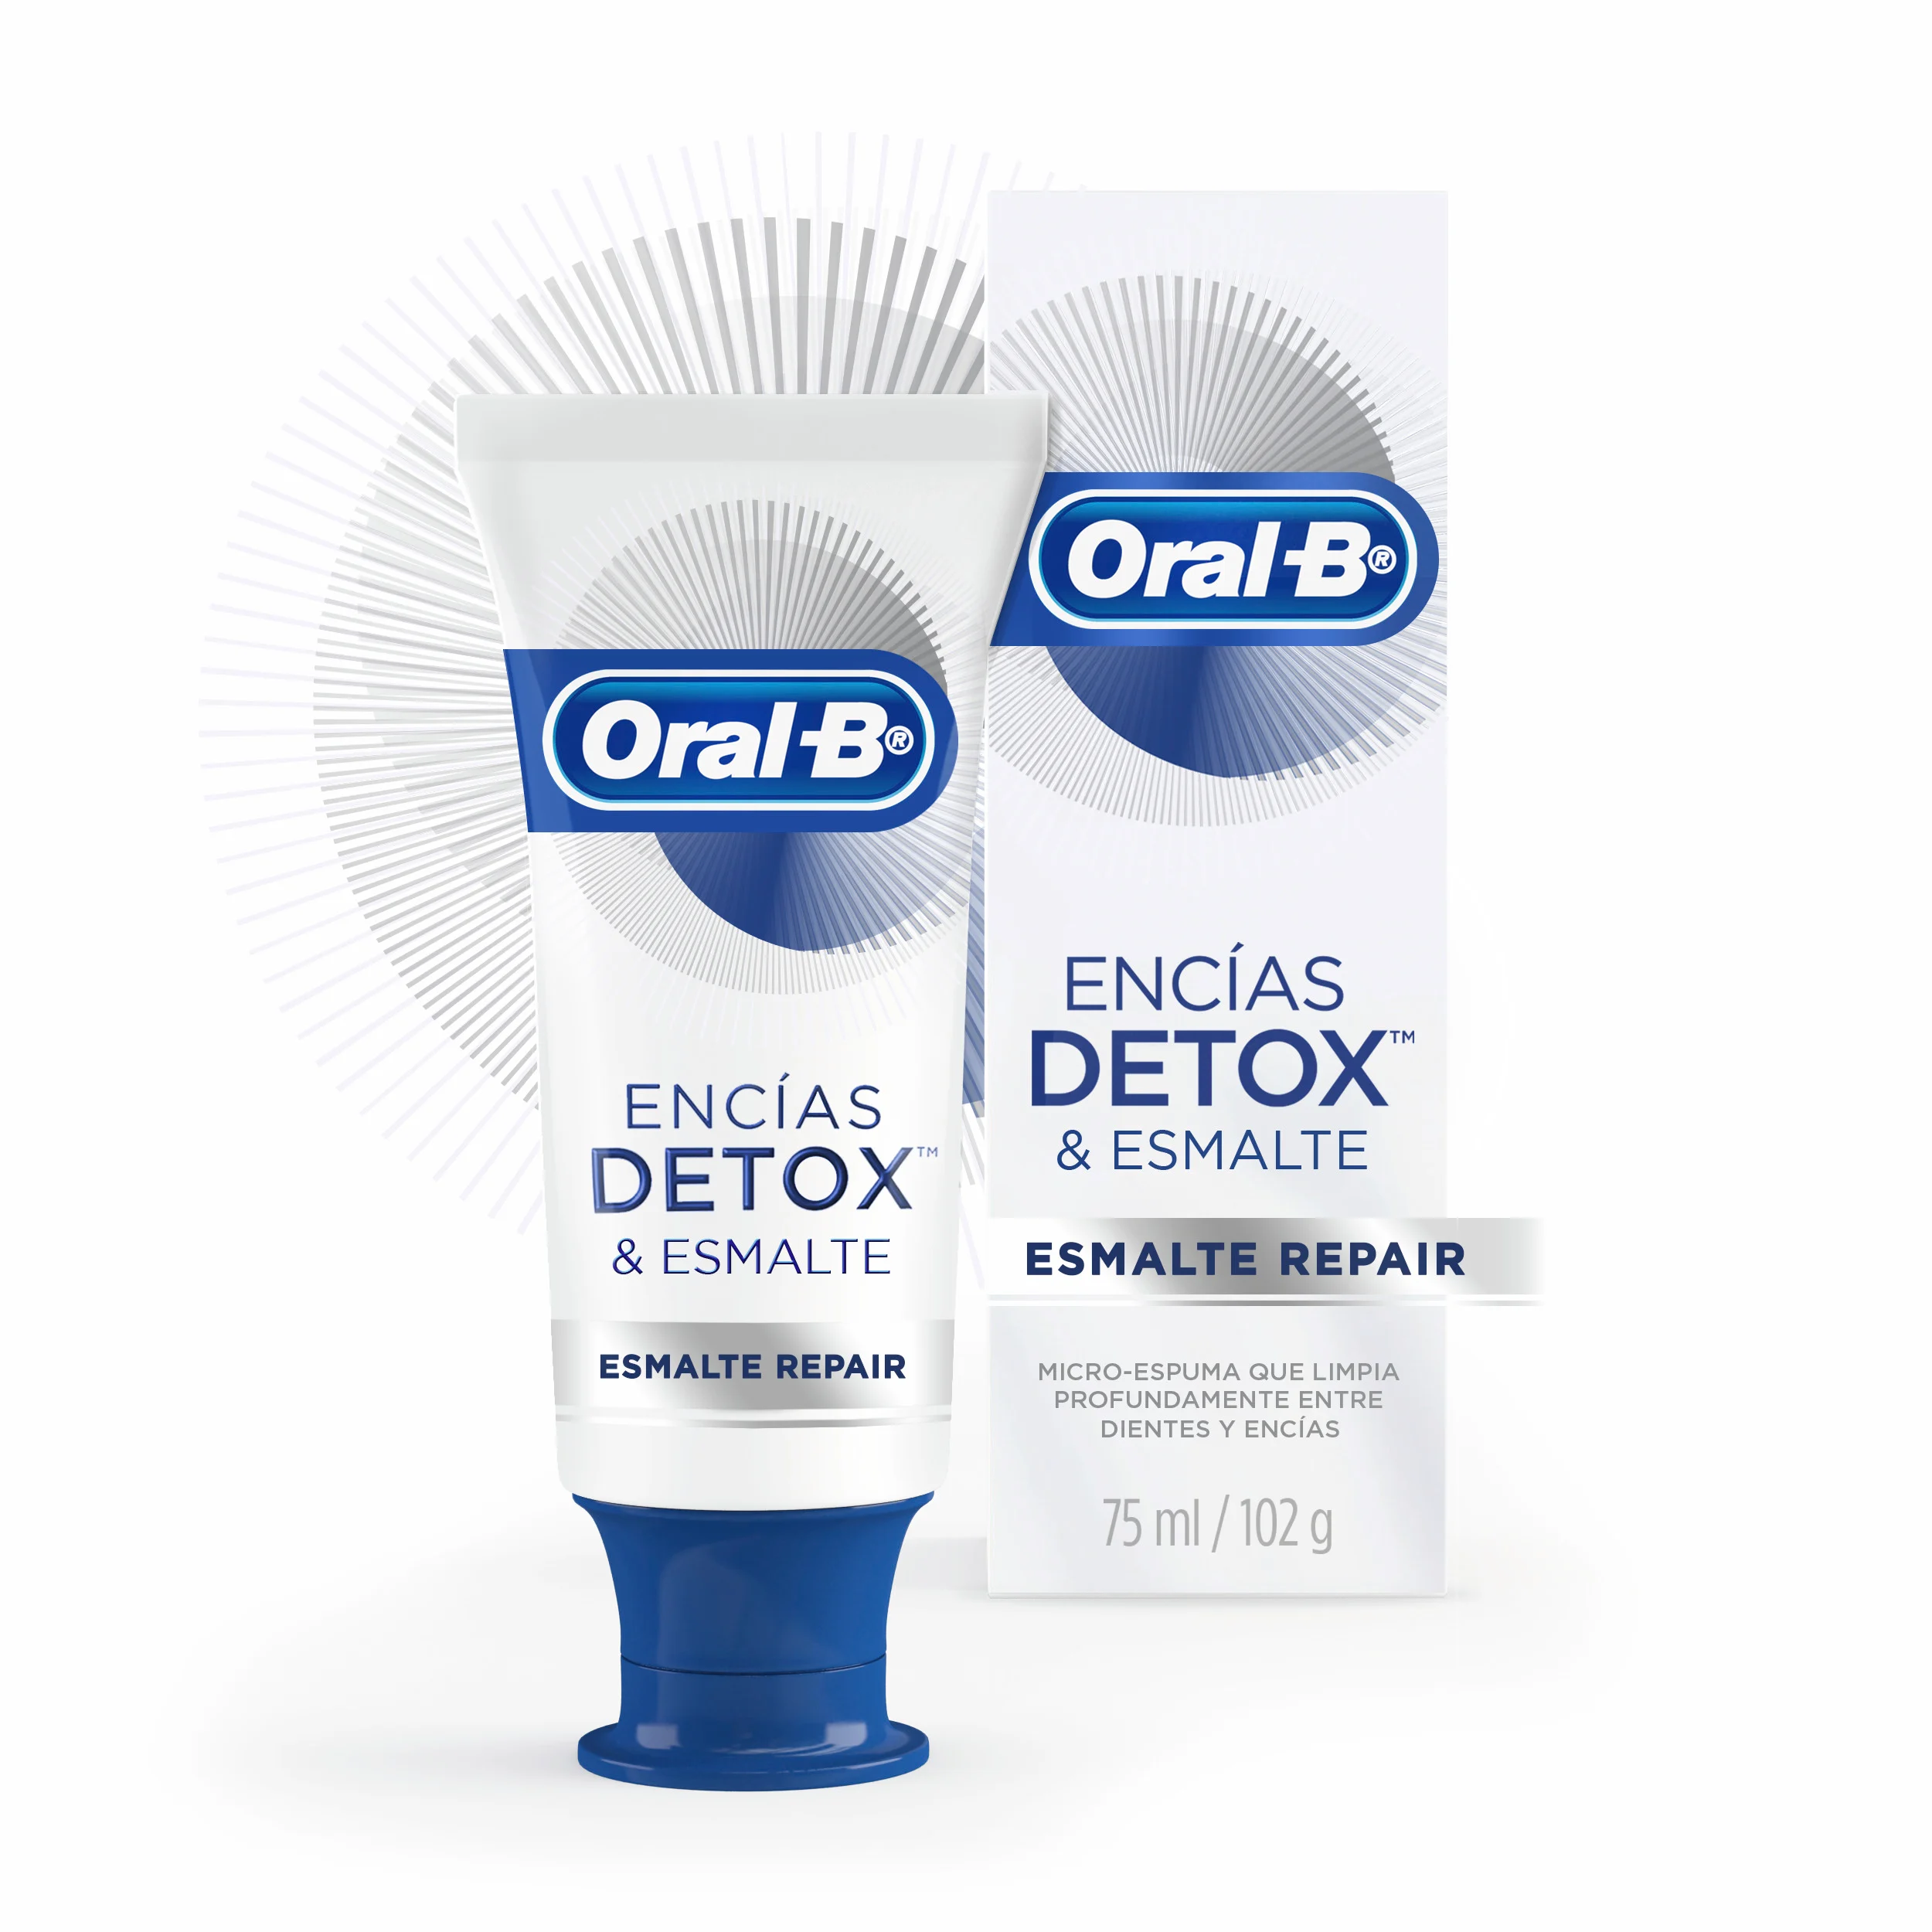 Oral-B®
ENCÍAS
DETOX™
& ESMALTE
ESMALTE REPAIR
Oral-B®
ENCÍAS
DETOX™
& ESMALTE
ESMALTE REPAIR
MICRO-ESPUMA QUE LIMPIA
PROFUNDAMENTE ENTRE
DIENTES Y ENCÍAS
75 ml / 102 g